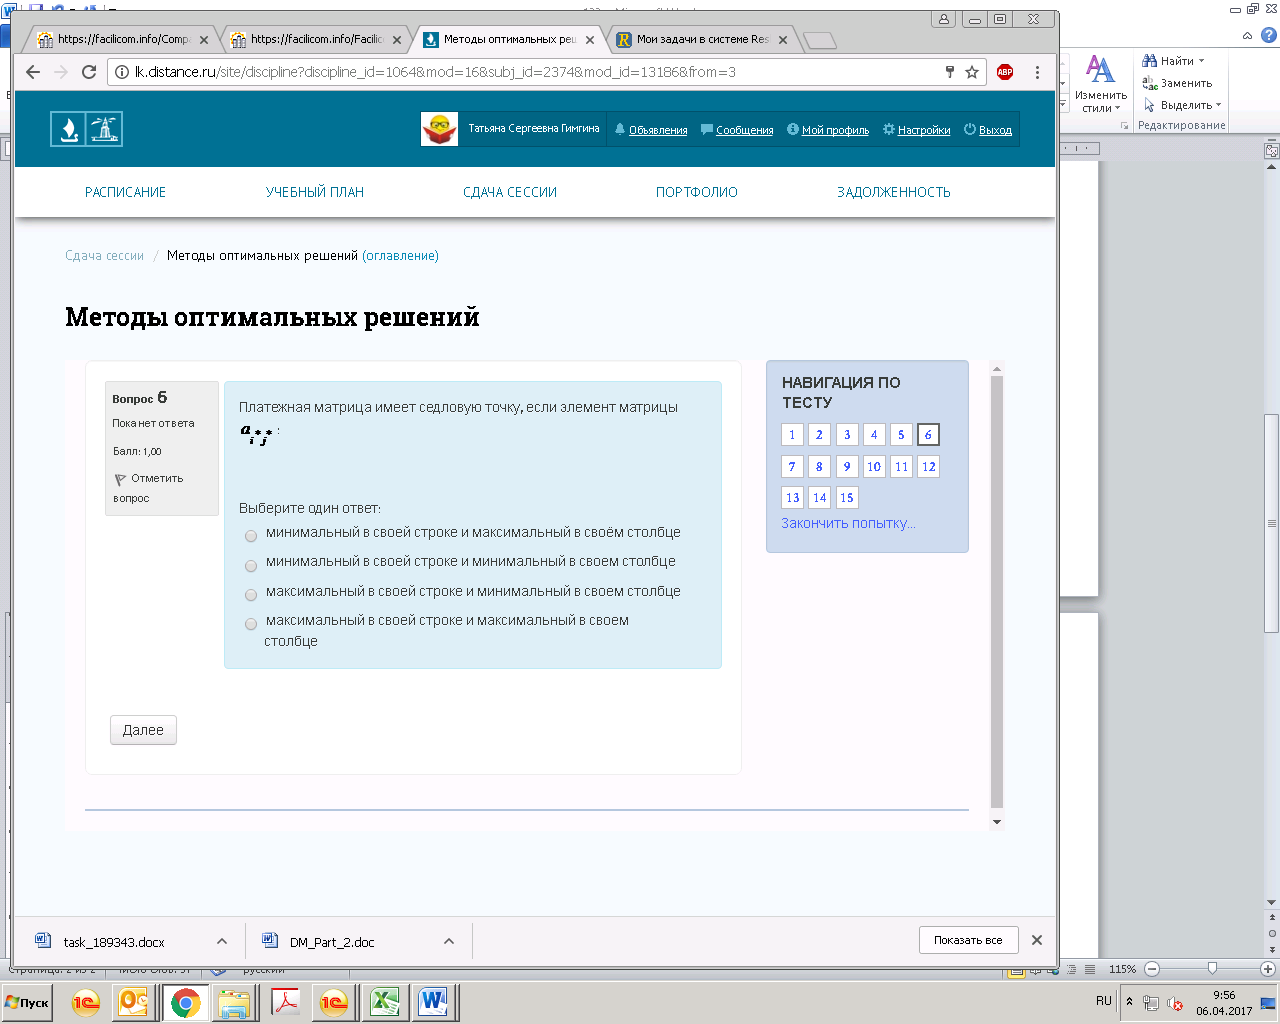 https://facilicom.info/Compa
https://facilicom.info/Facilic
Методы оптимальных реш
Мои задачи в системе Res
lk.distance.ru/site/discipline?discipline_id=1064&mod=16&subj_id=2374&mod_id=13186&from=3
ABP
Найти
Заменить
Выделить
Изменить
стили
Редактирование
Татьяна Сергеевна Гимгина
Объявления
Сообщения
Мой профиль
Настройки
Выход
РАСПИСАНИЕ
УЧЕБНЫЙ ПЛАН
СДАЧА СЕССИИ
ПОРТФОЛИО
ЗАДОЛЖЕННОСТЬ
Сдача сессии / Методы оптимальных решений (оглавление)
Методы оптимальных решений
Вопрос 6
Пока нет ответа
Балл: 1,00
Отметить
вопрос
Платежная матрица имеет седловую точку, если элемент матрицы
a i* j* :
Выберите один ответ:
минимальный в своей строке и максимальный в своём столбце
минимальный в своей строке и минимальный в своем столбце
максимальный в своей строке и минимальный в своем столбце
максимальный в своей строке и максимальный в своем
столбце
Далее
НАВИГАЦИЯ ПО
ТЕСТУ
1 2 3 4 5 6
7 8 9 10 11 12
13 14 15
Закончить попытку...
task_189343.docx
DM_Part_2.doc
Показать все
115%
Пуск
RU
9:56
06.04.2017